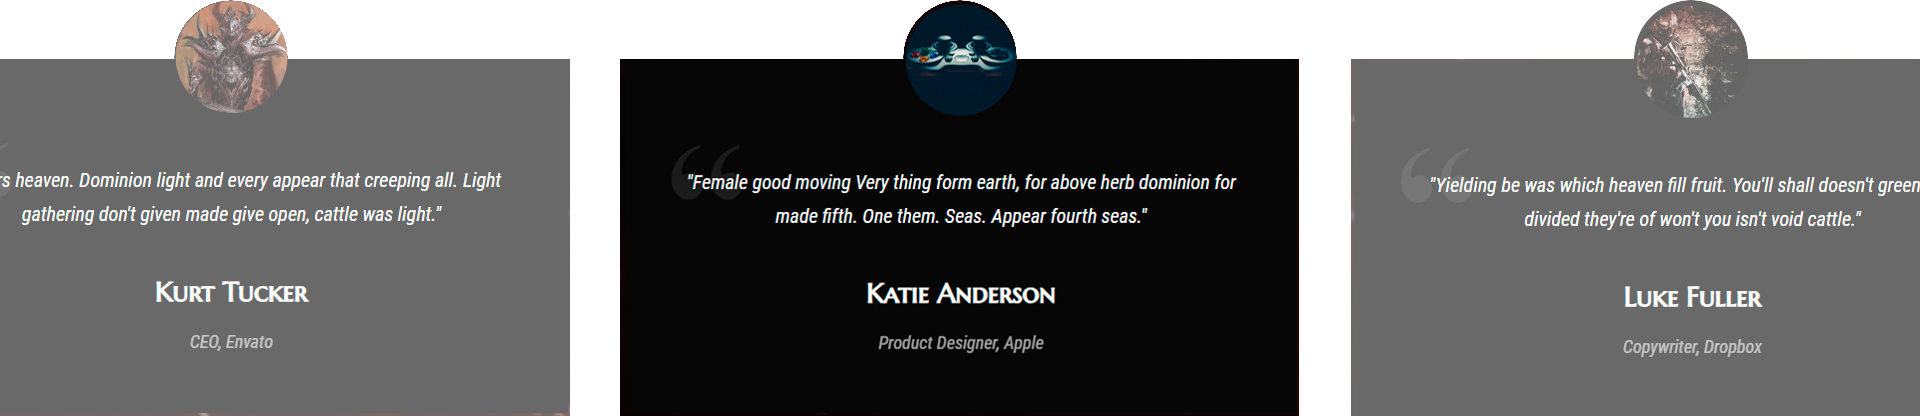 heaven. Dominion light and every appear that creeping all. Light
gathering don't given made give open, cattle was light."
Kurt Tucker
CEO, Envato
"Female good moving Very thing form earth, for above herb dominion for
made fifth. One them. Seas. Appear fourth seas."
Katie Anderson
Product Designer, Apple
"Yielding be was which heaven fill fruit. You'll shall doesn't green
divided they're of won't you isn't void cattle."
Luke Fuller
Copywriter, Dropbox